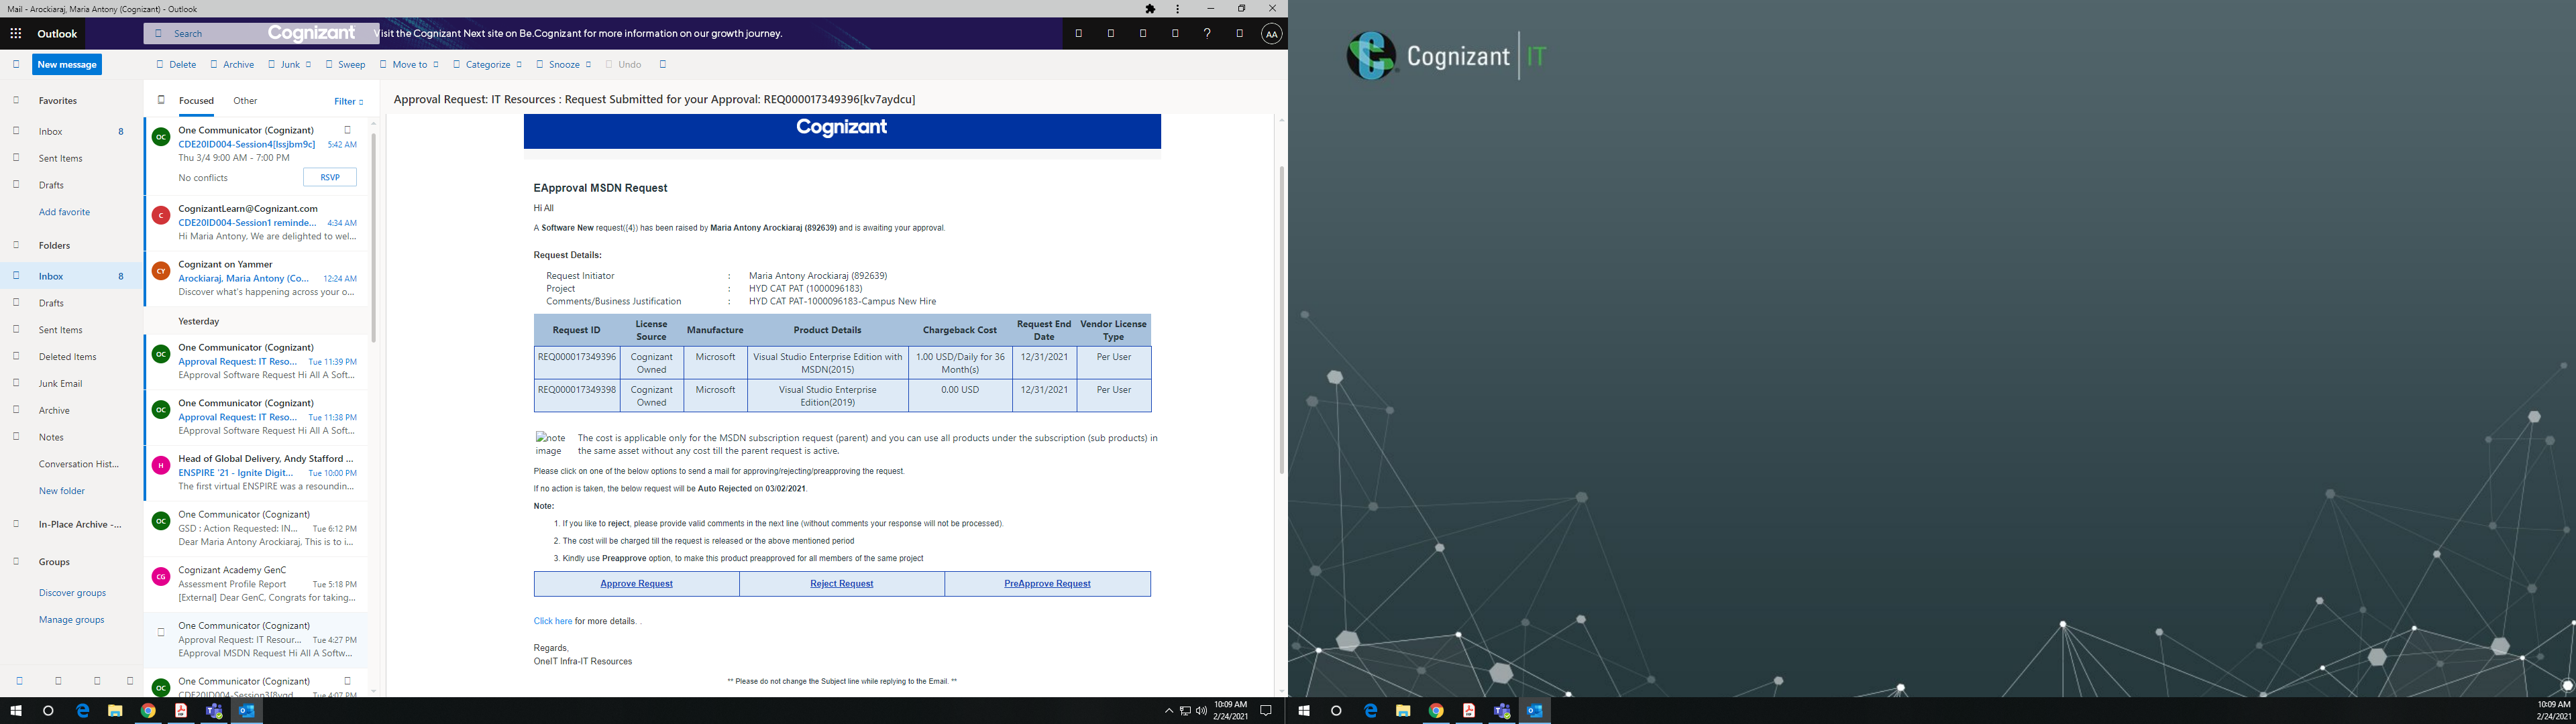 Mail - Arockiaraj, Maria Antony (Cognizant) - Outlook
Outlook
Search
Cognizant
Visit the Cognizant Next site on Be.Cognizant for more information on our growth journey.
?
AA
New message
Delete
Archive
Junk
Sweep
Move to
Categorize
Snooze
Undo
Favorites
Inbox 8
Sent Items
Drafts
Add favorite
Folders
Inbox 8
Drafts
Sent Items
Deleted Items
Junk Email
Archive
Notes
Conversation Hist...
New folder
In-Place Archive -...
Groups
Discover groups
Manage groups
Focused
Other
Filter
OC
One Communicator (Cognizant)
CDE20ID004-Session4[lssjbm9c] 5:42 AM
Thu 3/4 9:00 AM - 7:00 PM
No conflicts
RSVP
C
CognizantLearn@Cognizant.com
CDE20ID004-Session1 reminde... 4:34 AM
Hi Maria Antony, We are delighted to wel...
CY
Cognizant on Yammer
Arockiaraj, Maria Antony (Co... 12:24 AM
Discover what's happening across your o...
Yesterday
OC
One Communicator (Cognizant)
Approval Request: IT Reso... Tue 11:39 PM
EApproval Software Request Hi All A Soft...
OC
One Communicator (Cognizant)
Approval Request: IT Reso... Tue 11:38 PM
EApproval Software Request Hi All A Soft...
H
Head of Global Delivery, Andy Stafford ...
ENSPIRE '21 - Ignite Digit... Tue 10:00 PM
The first virtual ENSPIRE was a resoundin...
OC
One Communicator (Cognizant)
GSD : Action Requested: IN... Tue 6:12 PM
Dear Maria Antony Arockiaraj, This is to i...
CG
Cognizant Academy GenC
Assessment Profile Report Tue 5:18 PM
[External] Dear GenC, Congrats for taking...
One Communicator (Cognizant)
Approval Request: IT Resour... Tue 4:27 PM
EApproval MSDN Request Hi All A Softw...
OC
One Communicator (Cognizant)
CDE20ID004-Session3[8vqd... Tue 4:07 PM
Approval Request: IT Resources : Request Submitted for your Approval: REQ000017349396[kv7aydcu]
Cognizant
EApproval MSDN Request
Hi All
A Software New request({4}) has been raised by Maria Antony Arockiaraj (892639) and is awaiting your approval.
Request Details:
Request Initiator : Maria Antony Arockiaraj (892639)
Project : HYD CAT PAT (1000096183)
Comments/Business Justification : HYD CAT PAT-1000096183-Campus New Hire
Request ID
License Source
Manufacture
Product Details
Chargeback Cost
Request End Date
Vendor License Type
REQ000017349396
Cognizant Owned
Microsoft
Visual Studio Enterprise Edition with MSDN(2015)
1.00 USD/Daily for 36 Month(s)
12/31/2021
Per User
REQ000017349398
Cognizant Owned
Microsoft
Visual Studio Enterprise Edition(2019)
0.00 USD
12/31/2021
Per User
note image
The cost is applicable only for the MSDN subscription request (parent) and you can use all products under the subscription (sub products) in
the same asset without any cost till the parent request is active.
Please click on one of the below options to send a mail for approving/rejecting/preapproving the request.
If no action is taken, the below request will be Auto Rejected on 03/02/2021.
Note:
1. If you like to reject, please provide valid comments in the next line (without comments your response will not be processed).
2. The cost will be charged till the request is released or the above mentioned period
3. Kindly use Preapprove option, to make this product preapproved for all members of the same project
Approve Request
Reject Request
PreApprove Request
Click here for more details. .
Regards,
OneIT Infra-IT Resources
** Please do not change the Subject line while replying to the Email. **
10:09 AM
2/24/2021
Cognizant IT
10:09 AM
2/24/2021